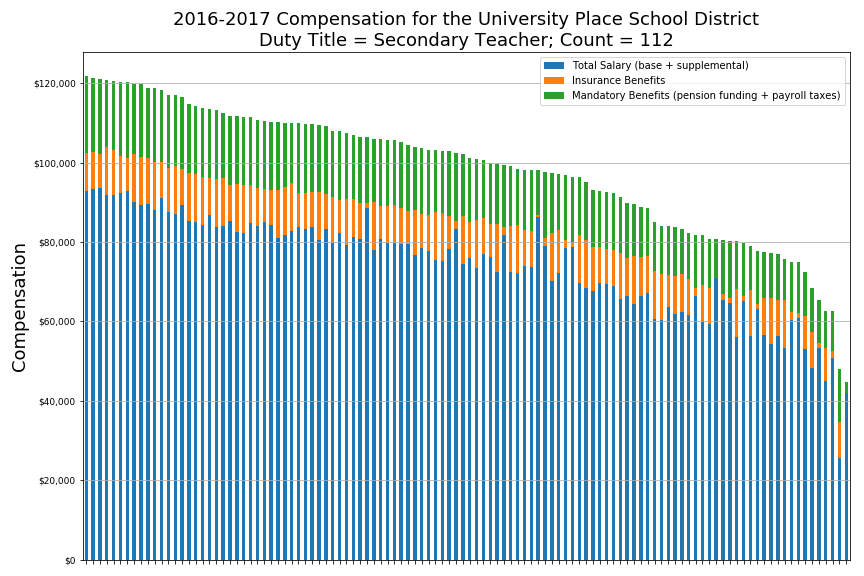 2016-2017 Compensation for the University Place School District
Duty Title = Secondary Teacher; Count = 112
Total Salary (base + supplemental)
Insurance Benefits
Mandatory Benefits (pension funding + payroll taxes)
Compensation
$120,000
$100,000
$80,000
$60,000
$40,000
$20,000
$0